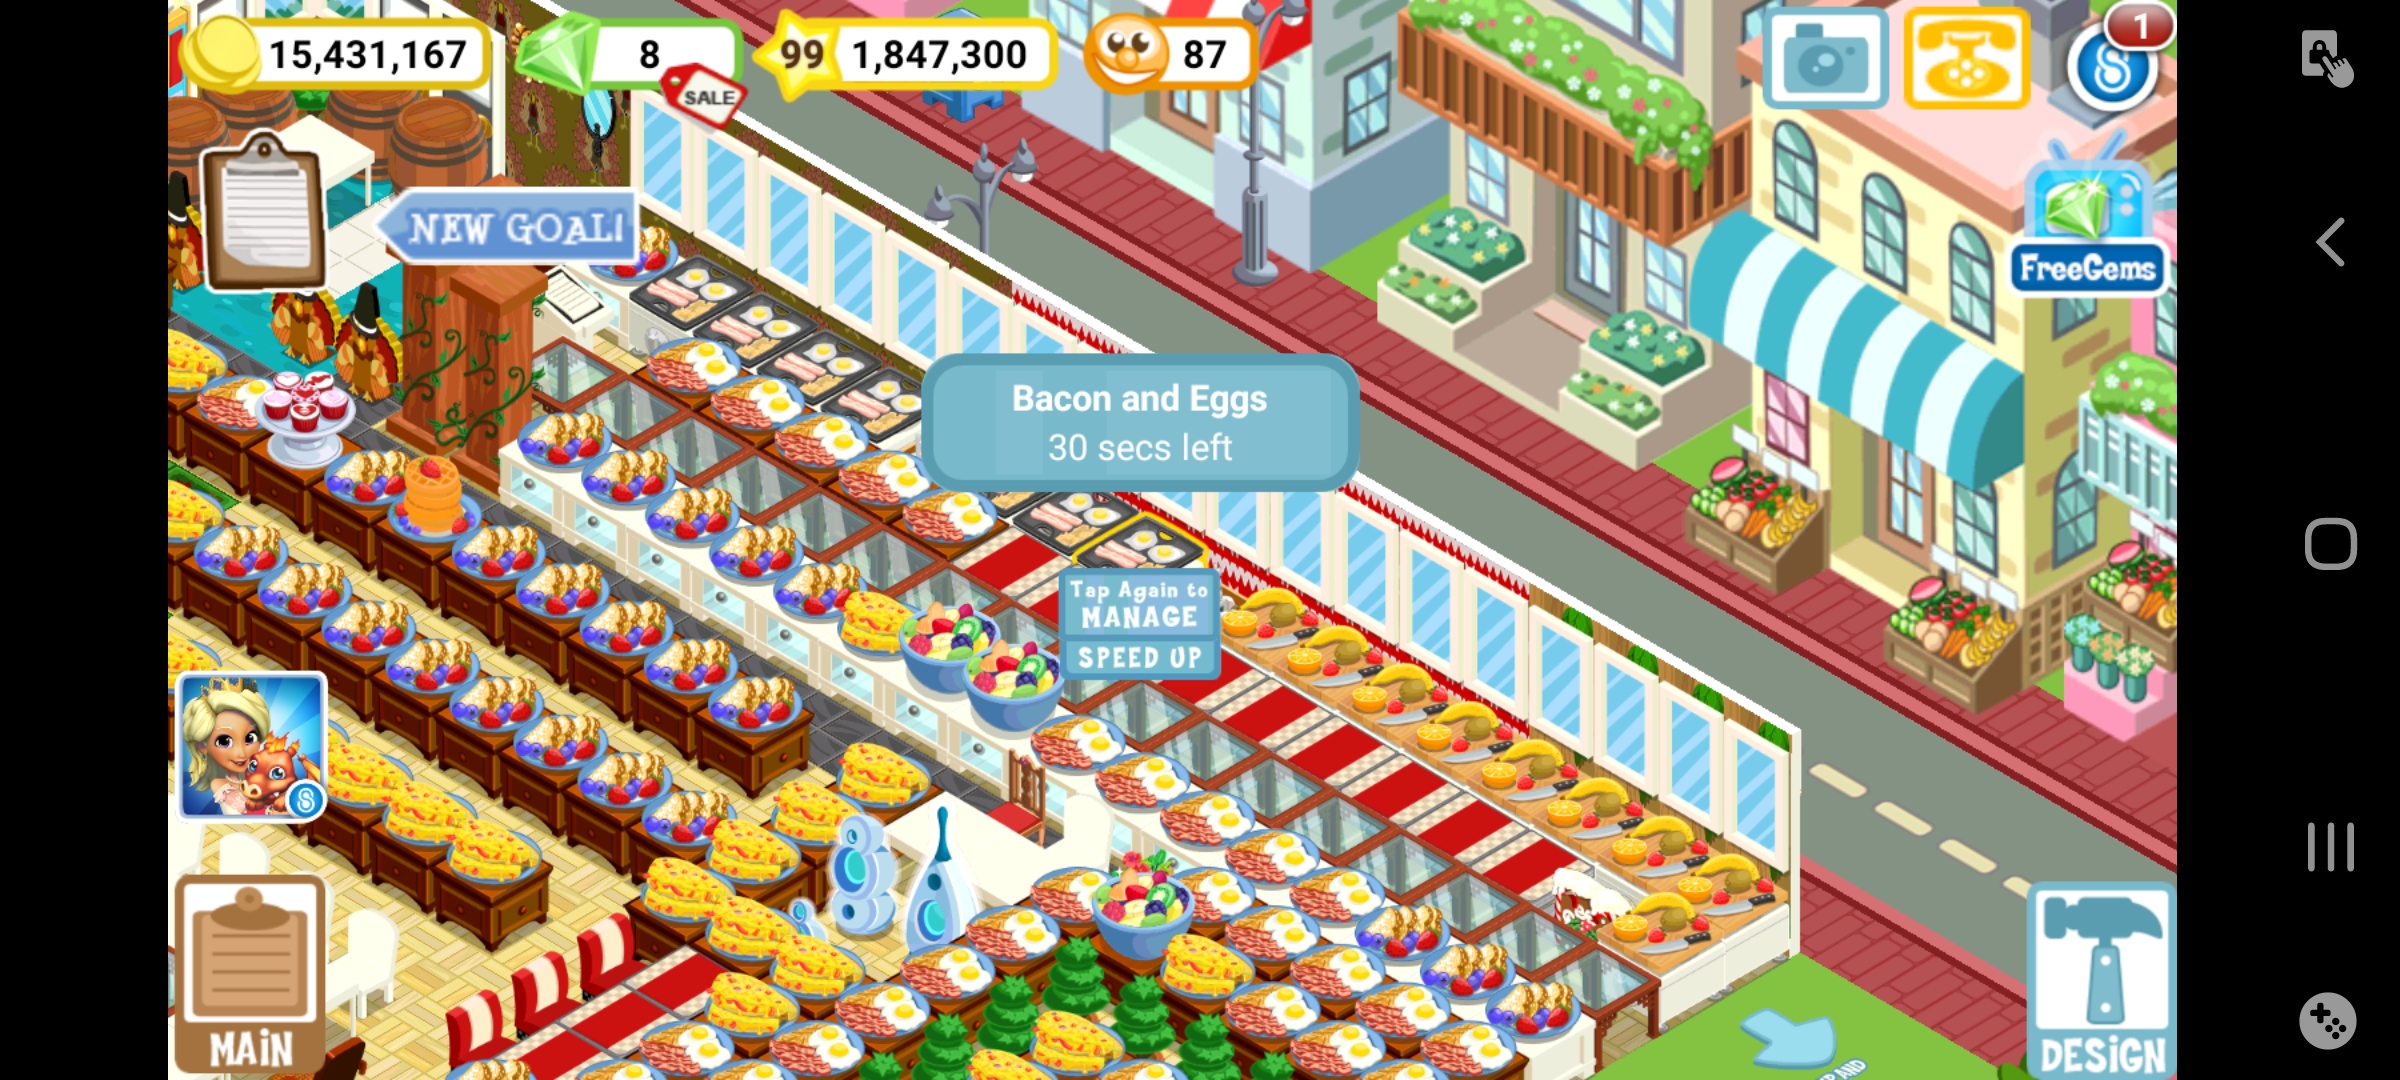 15,431,167
8
SALE
99
1,847,300
87
1
NEW GOAL!
FreeGems
Bacon and Eggs
30 secs left
Tap Again to
MANAGE
SPEED UP
MAIN
DESIGN
AND